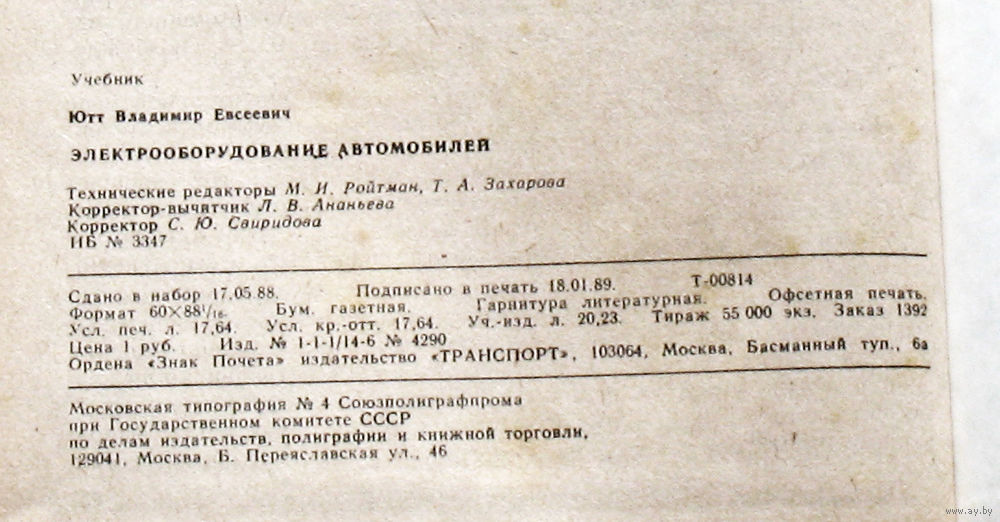 Учебник
Ютт Владимир Евсеевич
ЭЛЕКТРООБОРУДОВАНИЕ АВТОМОБИЛЕЙ
Технические редакторы М. И. Ройтман, Т. А. Захарова
Корректор-вычитчик Л. В. Ананьева
Корректор С. Ю. Свиридова
ИБ № 3347
Сдано в набор 17.05.88. Подписано в печать 18.01.89. Т-00814
Формат 60×88¹/₁₆. Бум. газетная. Гарнитура литературная. Офсетная печать.
Усл. печ. л. 17,64. Усл. кр.-отт. 17,64. Уч.-изд. л. 20,23. Тираж 55 000 экз. Заказ 1392
Цена 1 руб. Изд. № 1-1-1/14-6 № 4290
Ордена «Знак Почета» издательство «ТРАНСПОРТ», 103064, Москва, Басманный туп., 6а
Московская типография № 4 Союзполиграфпрома
при Государственном комитете СССР
по делам издательств, полиграфии и книжной торговли,
129041, Москва, Б. Переяславская ул., 46
www.ay.by